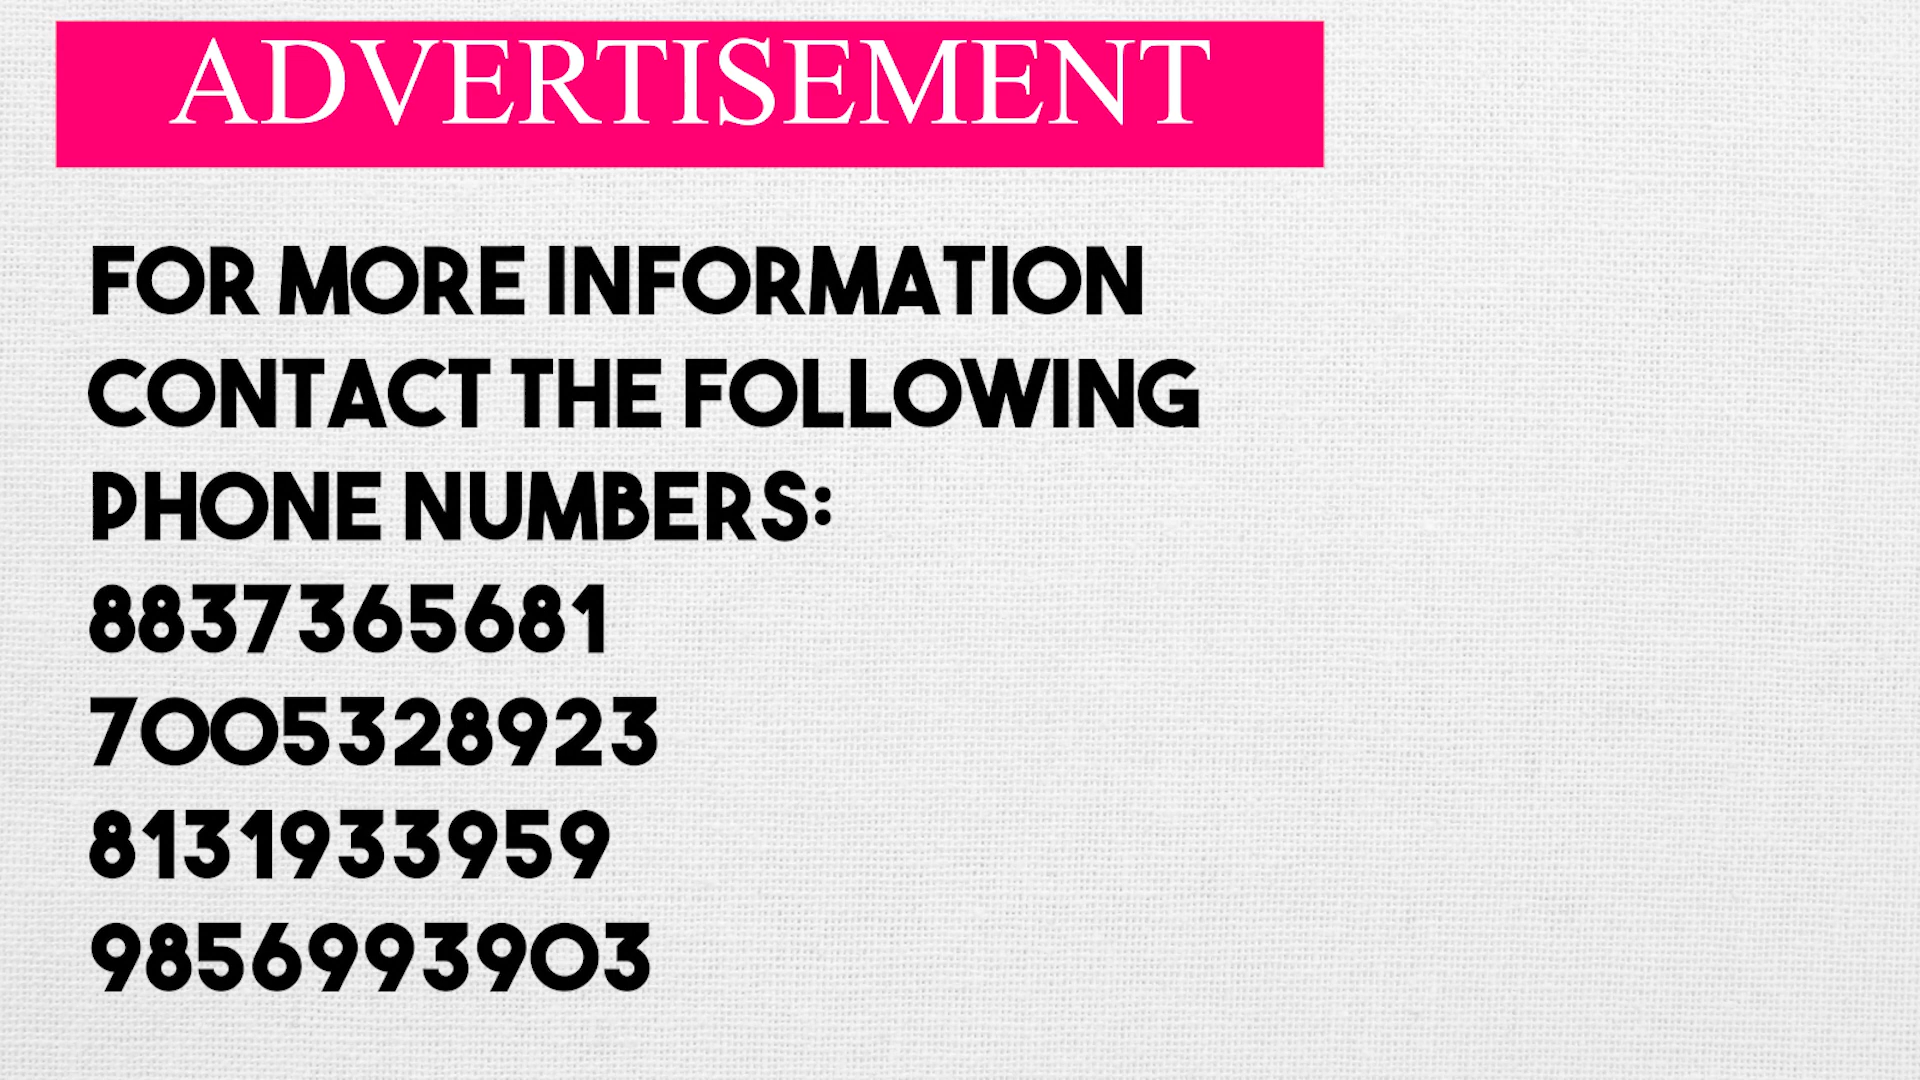 ADVERTISEMENT
FOR MORE INFORMATION
CONTACT THE FOLLOWING
PHONE NUMBERS:
8837365681
7005328923
8131933959
9856993903